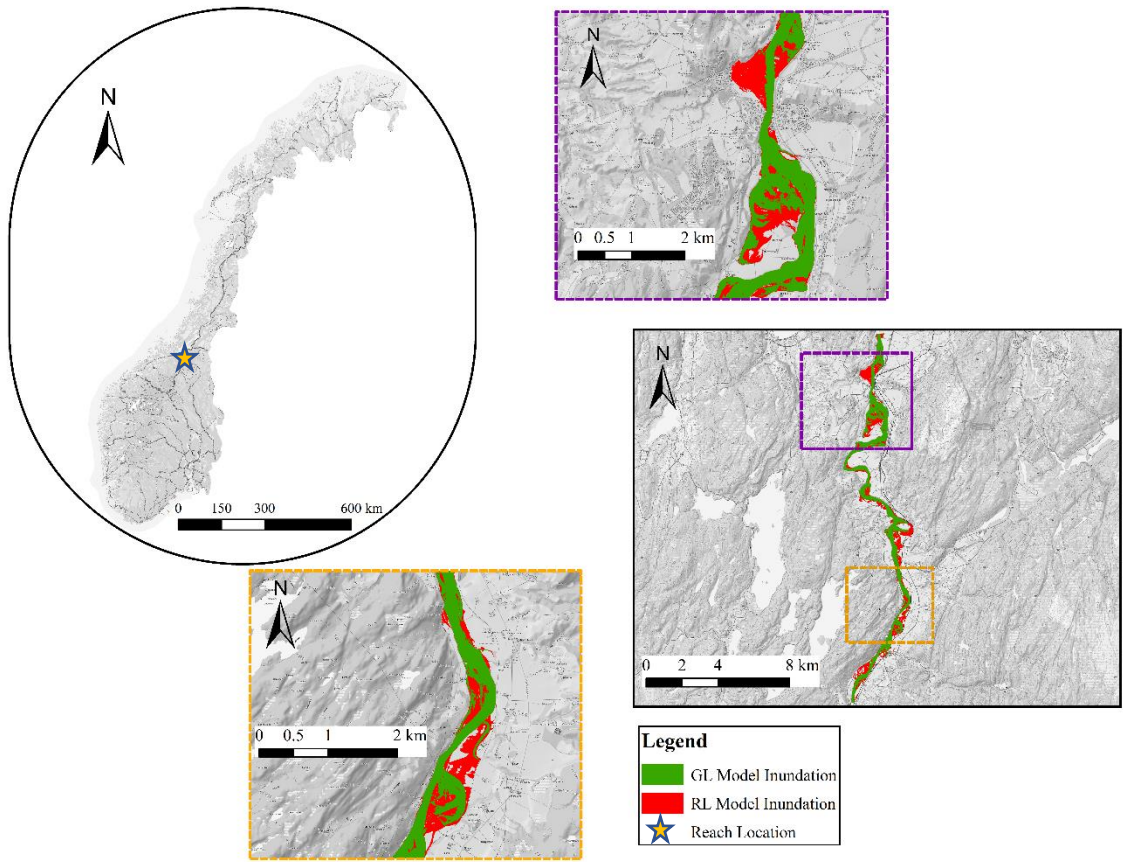 N
0 150 300 600 km
N
0 0.5 1 2 km
N
0 2 4 8 km
N
0 0.5 1 2 km
Legend
GL Model Inundation
RL Model Inundation
Reach Location